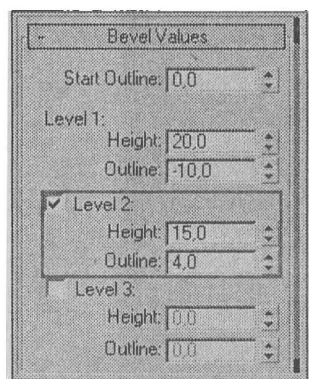 - Bevel Values
Start Outline: 0,0
Level 1:
Height: 20,0
Outline: -10,0
Level 2:
Height: 15,0
Outline: 4,0
Level 3:
Height: 0,0
Outline: 0,0